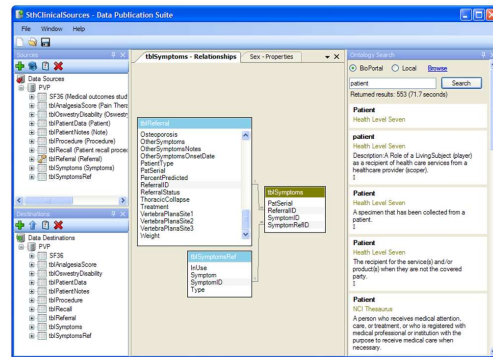 SthClinicalSources - Data Publication Suite
File Window Help
Sources
Data Sources
PVP
SF36 (Medical outcomes stud
tblAnalgesiaScore (Pain Thera
tblOswestryDisability (Oswestr
tblPatientData (Patient)
tblPatientNotes (Note)
tblProcedure (Procedure)
tblRecall (Patient recall proced
tblReferral (Referral)
tblSymptoms (Symptoms)
tblSymptomsRef
Destinations
Data Destinations
PVP
SF36
tblAnalgesiaScore
tblOswestryDisability
tblPatientData
tblPatientNotes
tblProcedure
tblRecall
tblReferral
tblSymptoms
tblSymptomsRef
tblSymptoms - Relationships Sex - Properties
tblReferral
Osteoporosis
OtherSymptoms
OtherSymptomsNotes
OtherSymptomsOnsetDate
PatientType
PatSerial
PercentPredicted
ReferralID
ReferralStatus
ThoracicCollapse
Treatment
VertebraPlanaSite1
VertebraPlanaSite2
VertebraPlanaSite3
Weight
tblSymptoms
PatSerial
ReferralID
SymptomID
SymptomRefID
tblSymptomsRef
InUse
Symptom
SymptomID
Type
Ontology Search
BioPortal Local Browse
patient Search
Returned results: 553 (71.7 seconds)
Patient
Health Level Seven
patient
Health Level Seven
Description:A Role of a LivingSubject (player)
as a recipient of health care services from a
healthcare provider (scoper).
Patient
Health Level Seven
A specimen that has been collected from a
patient.
Patient
Health Level Seven
The recipient for the service(s) and/or
product(s) when they are not the covered
party.
Patient
NCI Thesaurus
A person who receives medical attention,
care, or treatment, or who is registered with
medical professional or institution with the
purpose to receive medical care when
necessary.